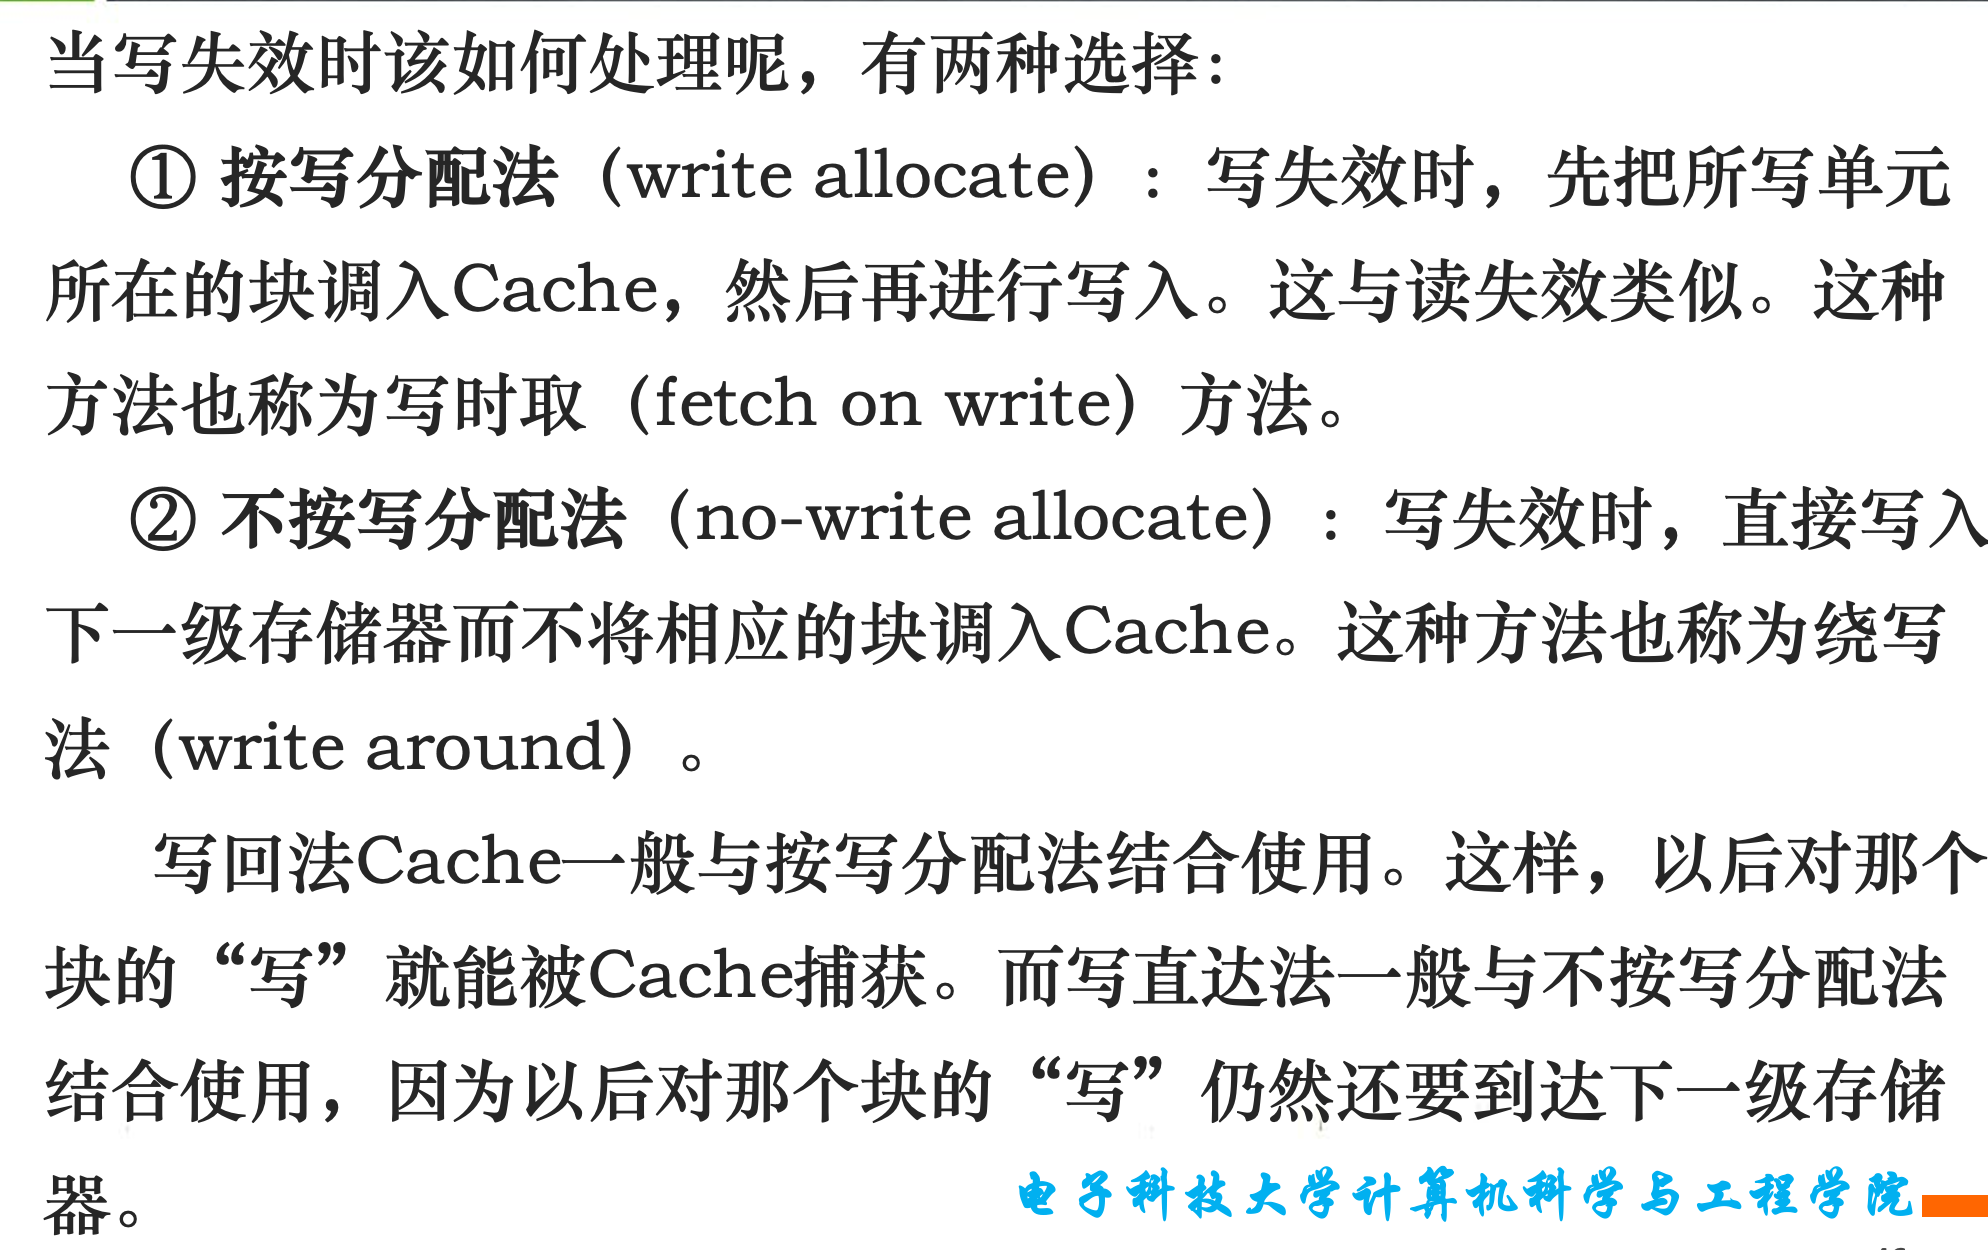 当写失效时该如何处理呢，有两种选择：
① 按写分配法（write allocate）：写失效时，先把所写单元
所在的块调入Cache，然后再进行写入。这与读失效类似。这种
方法也称为写时取（fetch on write）方法。
② 不按写分配法（no-write allocate）：写失效时，直接写入
下一级存储器而不将相应的块调入Cache。这种方法也称为绕写
法（write around）。
写回法Cache一般与按写分配法结合使用。这样，以后对那个
块的“写”就能被Cache捕获。而写直达法一般与不按写分配法
结合使用，因为以后对那个块的“写”仍然还要到达下一级存储
器。
电子科技大学计算机科学与工程学院